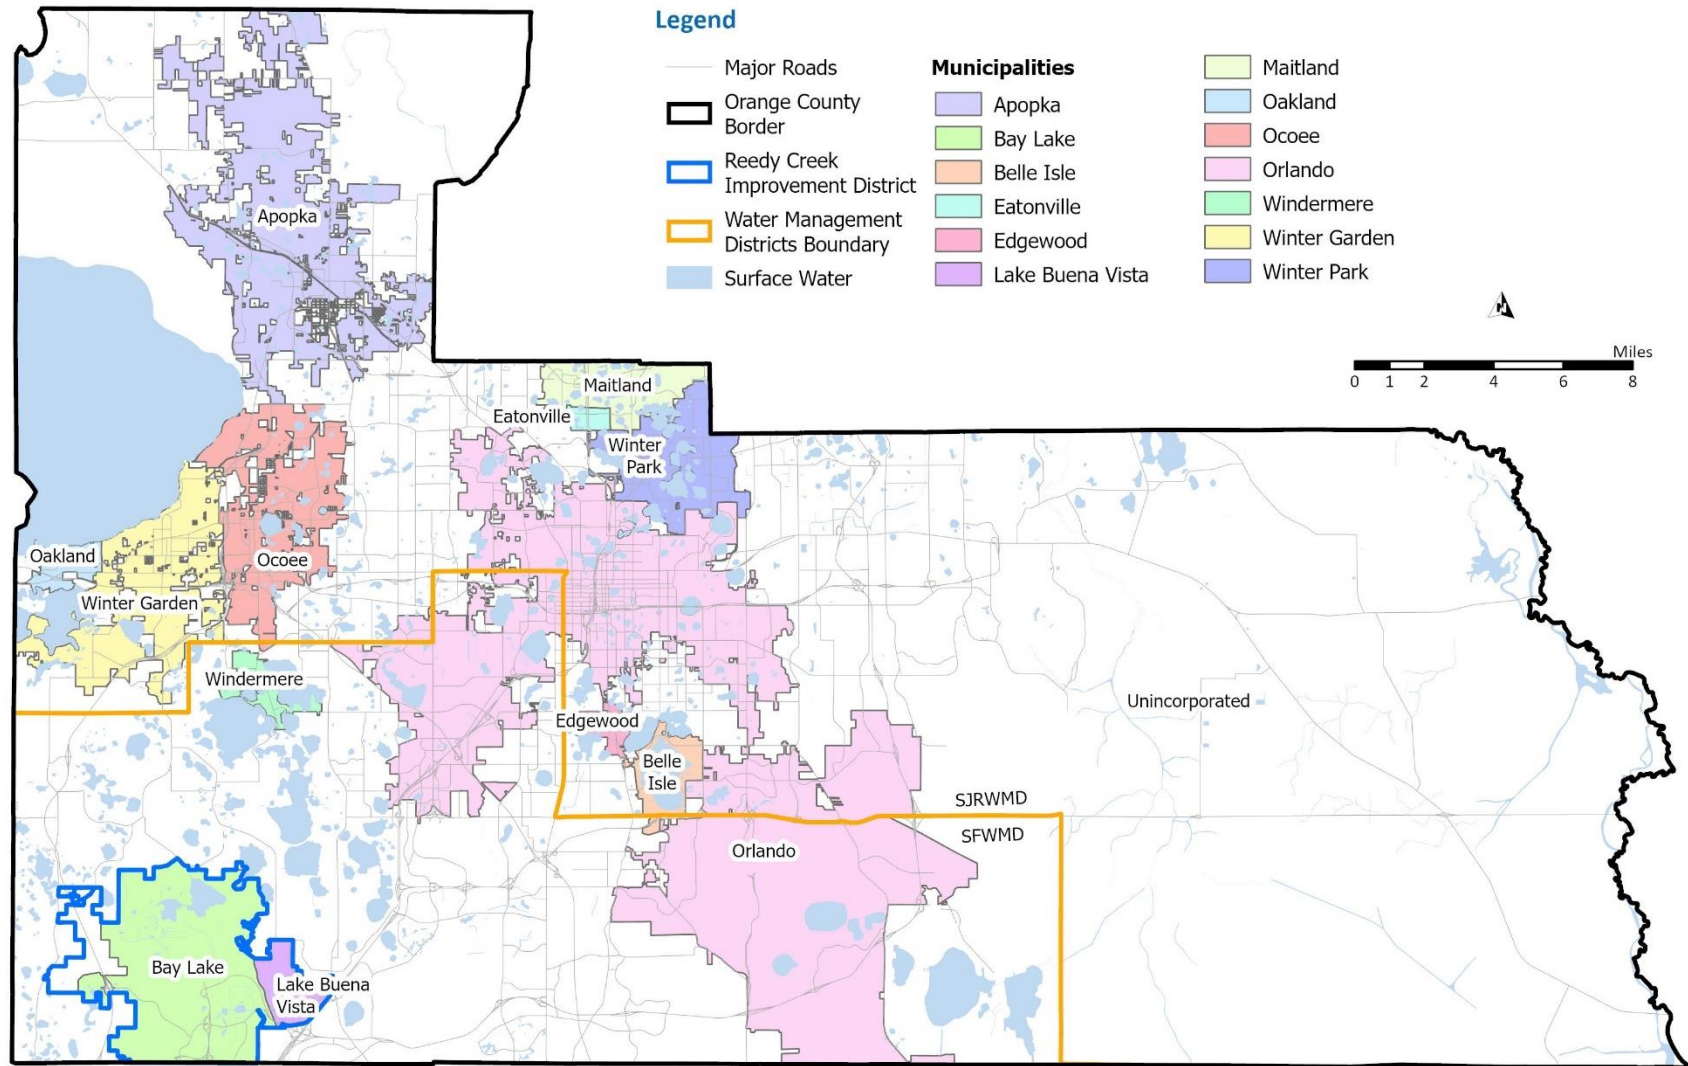 Legend
Major Roads
Orange County
Border
Reedy Creek
Improvement District
Water Management
Districts Boundary
Surface Water
Municipalities
Apopka
Bay Lake
Belle Isle
Eatonville
Edgewood
Lake Buena Vista
Maitland
Oakland
Ocoee
Orlando
Windermere
Winter Garden
Winter Park
N
Miles
0 1 2 4 6 8
Apopka
Maitland
Eatonville
Winter
Park
Oakland
Ocoee
Winter Garden
Windermere
Edgewood
Unincorporated
Belle
Isle
SJRWMD
SFWMD
Orlando
Bay Lake
Lake Buena
Vista